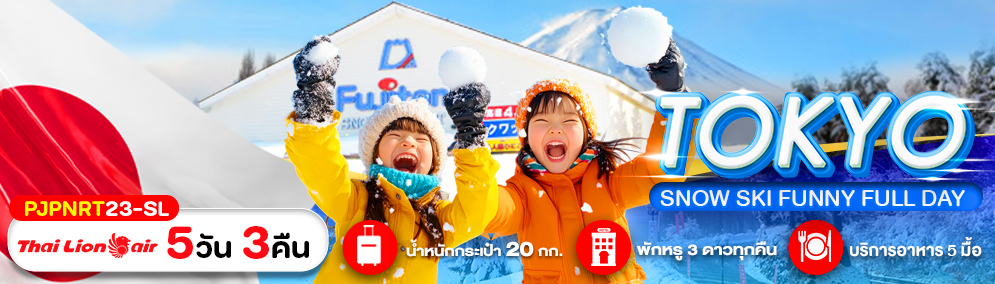 Fujiten
TOKYO
SNOW SKI FUNNY FULL DAY
PJPNRT23-SL
Thai Lion air
5วัน 3คืน
น้ำหนักกระเป๋า 20 กก.
พักหรู 3 ดาวทุกคืน
บริการอาหาร 5 มื้อ